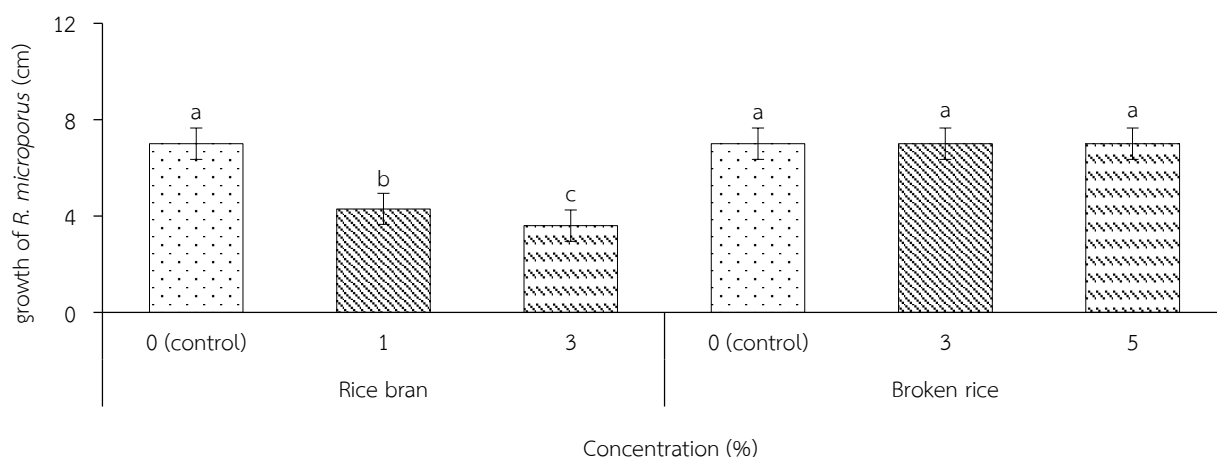 growth of R. microporus (cm)
12
8
4
0
a
b
c
a
a
a
0 (control)
1
3
0 (control)
3
5
Rice bran
Broken rice
Concentration (%)